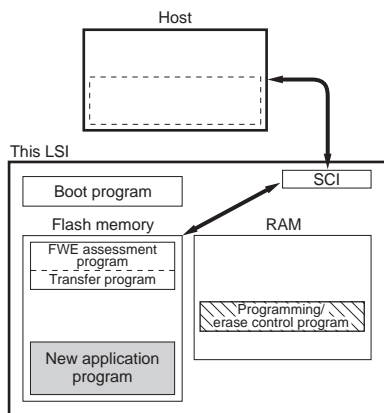 Host
This LSI
SCI
Boot program
Flash memory
RAM
FWE assessment
program
Transfer program
Programming/
erase control program
New application
program